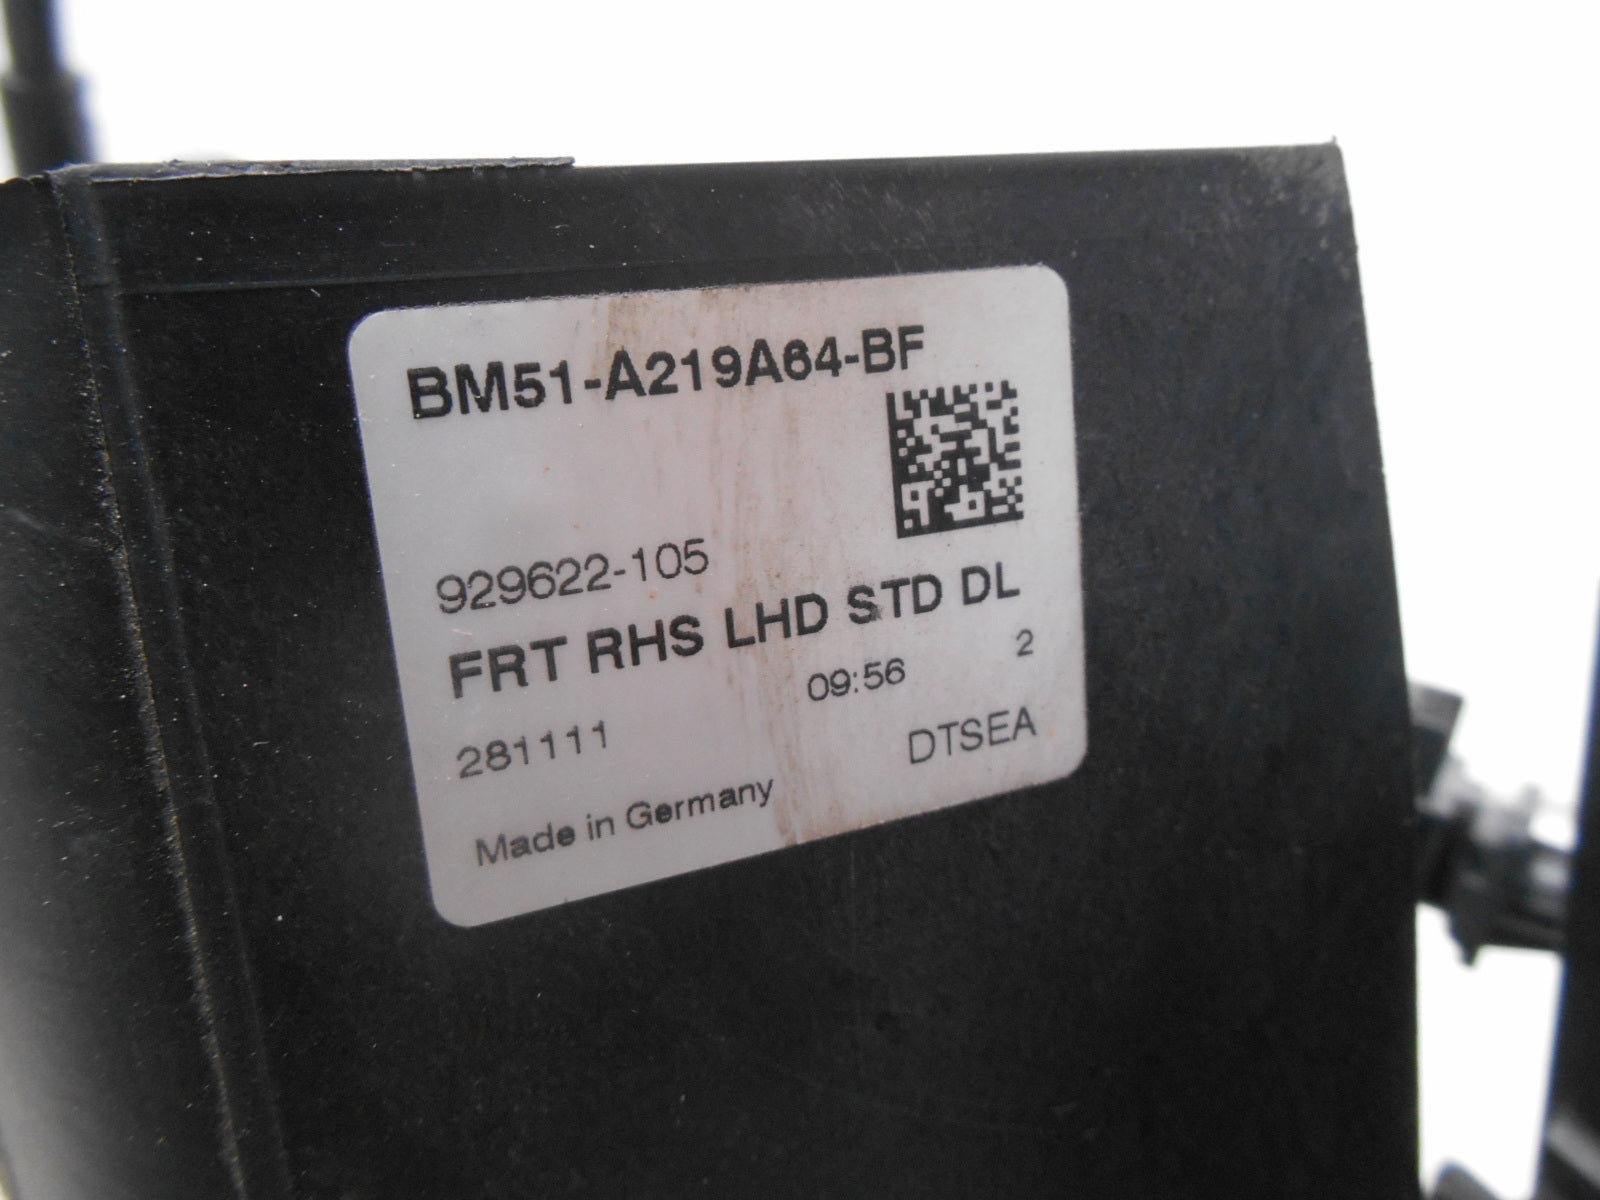 BM51-A219A64-BF
929622-105
FRT RHS LHD STD DL
09:56 2
281111
DTSEA
Made in Germany